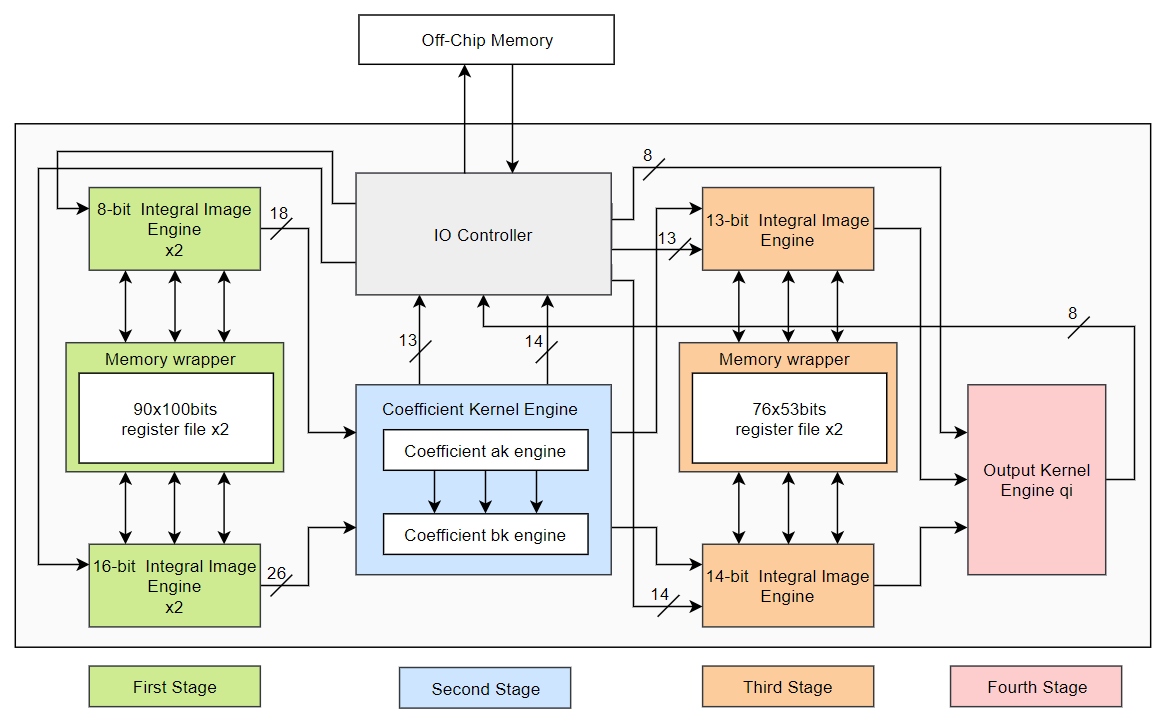 Off-Chip Memory
8
8-bit Integral Image
Engine
x2
18
IO Controller
13
13-bit Integral Image
Engine
13
14
8
Memory wrapper
90x100bits
register file x2
Coefficient Kernel Engine
Coefficient ak engine
Coefficient bk engine
Memory wrapper
76x53bits
register file x2
Output Kernel
Engine qi
16-bit Integral Image
Engine
x2
26
14
14-bit Integral Image
Engine
First Stage
Second Stage
Third Stage
Fourth Stage